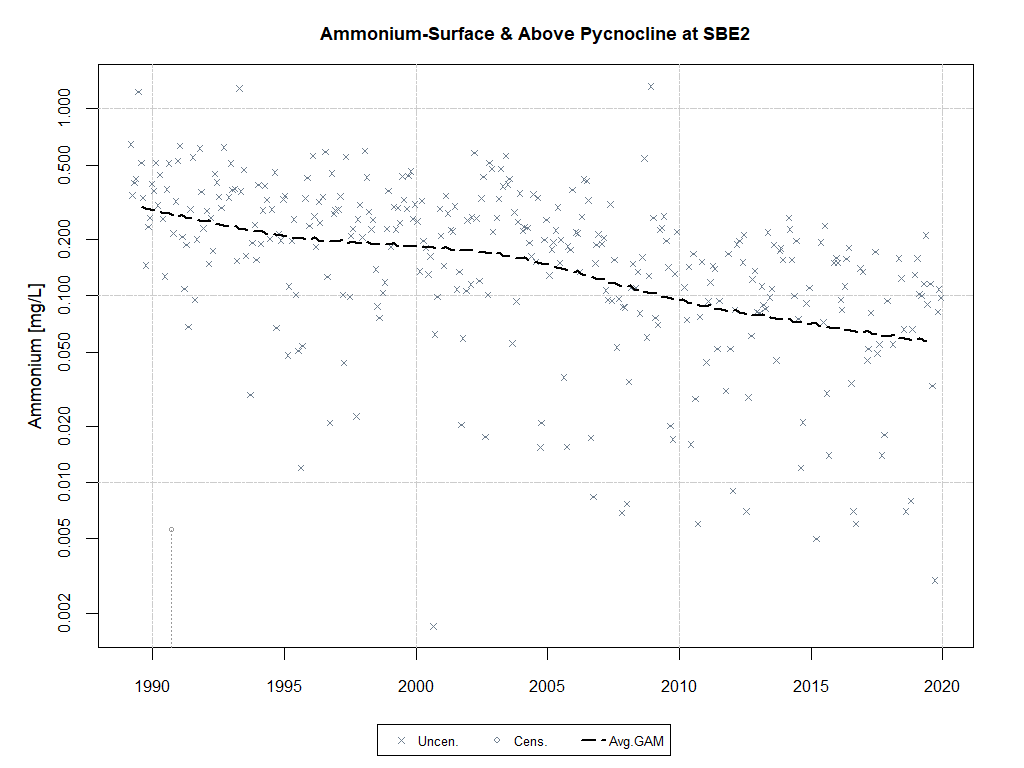 Ammonium-Surface & Above Pycnocline at SBE2
Ammonium [mg/L]
1.000
0.500
0.200
0.100
0.050
0.020
0.010
0.005
0.002
1990 1995 2000 2005 2010 2015 2020
Uncen. Cens. Avg.GAM